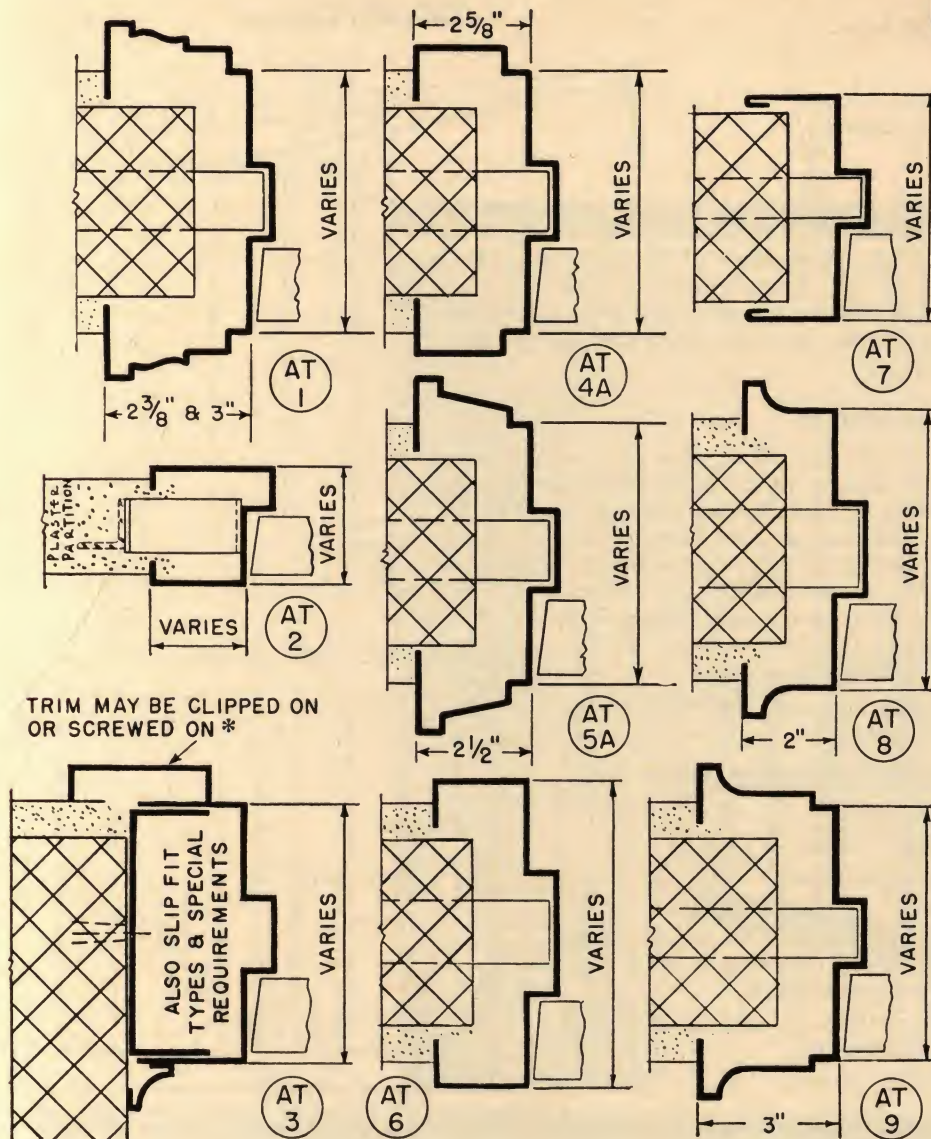 2 5/8"
VARIES
VARIES
VARIES
AT
1
AT
4A
AT
7
2 3/8" & 3"
PLASTER
PARTITION
VARIES
VARIES
AT
2
VARIES
VARIES
AT
5A
AT
8
2 1/2"
2"
TRIM MAY BE CLIPPED ON
OR SCREWED ON *
ALSO SLIP FIT
TYPES & SPECIAL
REQUIREMENTS
VARIES
VARIES
VARIES
AT
3
AT
6
AT
9
3"